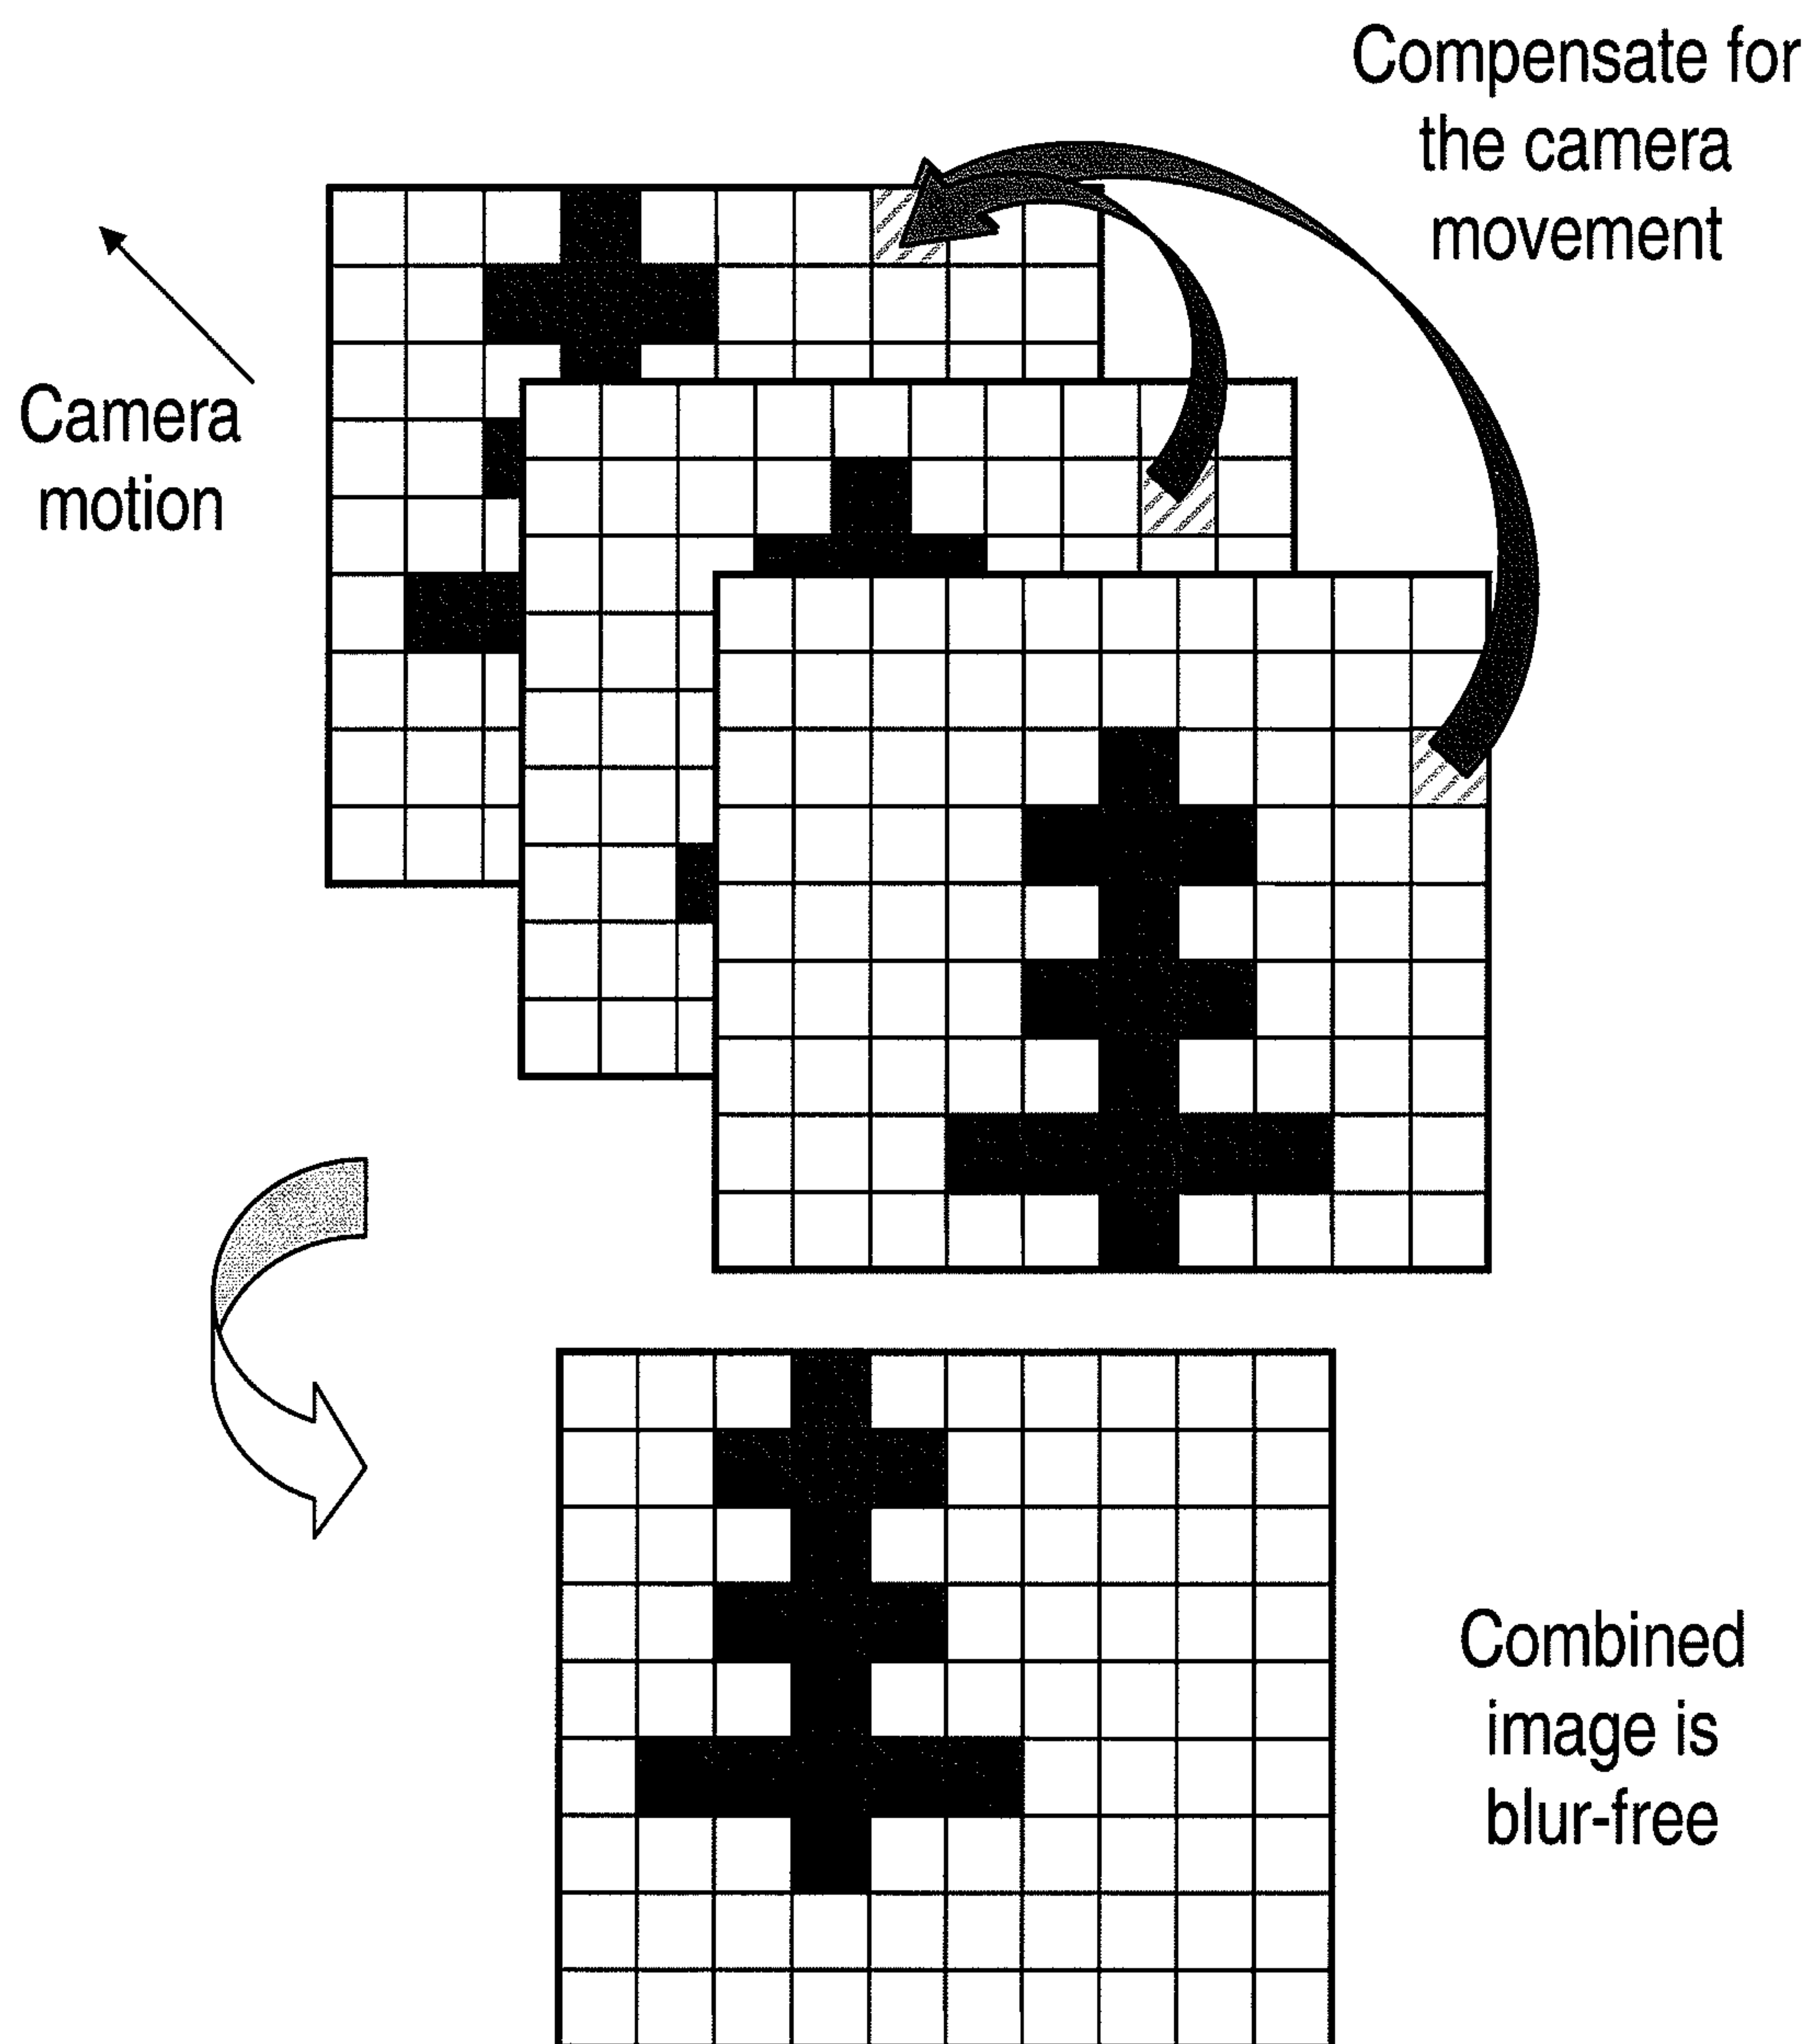 Compensate for
the camera
movement
Camera
motion
Combined
image is
blur-free